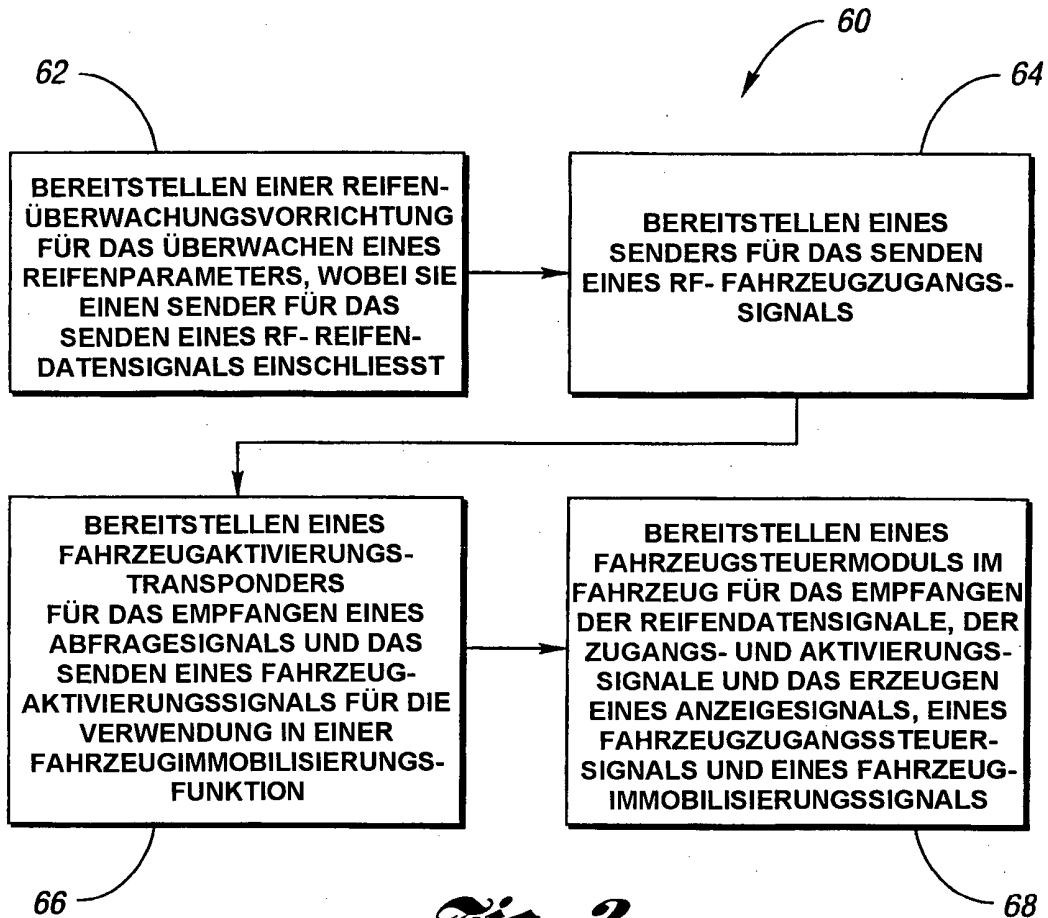 60
62
64
BEREITSTELLEN EINER REIFEN-
ÜBERWACHUNGSVORRICHTUNG
FÜR DAS ÜBERWACHEN EINES
REIFENPARAMETERS, WOBEI SIE
EINEN SENDER FÜR DAS
SENDEN EINES RF-REIFEN-
DATENSIGNALS EINSCHLIESST
BEREITSTELLEN EINES
SENDERS FÜR DAS SENDEN
EINES RF- FAHRZEUGZUGANGS-
SIGNALS
BEREITSTELLEN EINES
FAHRZEUGAKTIVIERUNGS-
TRANSPONDERS
FÜR DAS EMPFANGEN EINES
ABFRAGESIGNALS UND DAS
SENDEN EINES FAHRZEUG-
AKTIVIERUNGSSIGNALS FÜR DIE
VERWENDUNG IN EINER
FAHRZEUGIMMOBILISIERUNGS-
FUNKTION
BEREITSTELLEN EINES
FAHRZEUGSTEUERMODULS IM
FAHRZEUG FÜR DAS EMPFANGEN
DER REIFENDATENSIGNALE, DER
ZUGANGS- UND AKTIVIERUNGS-
SIGNALE UND DAS ERZEUGEN
EINES ANZEIGESIGNALS, EINES
FAHRZEUGZUGANGSSTEUER-
SIGNALS UND EINES FAHRZEUG-
IMMOBILISIERUNGSSIGNALS
66
68